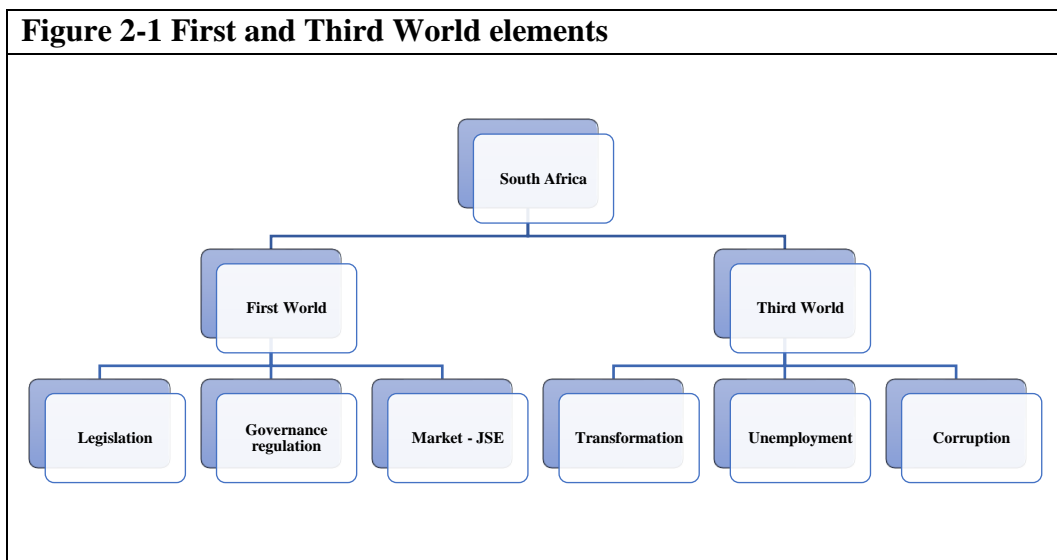 Figure 2-1 First and Third World elements
South Africa
First World
Third World
Legislation
Governance
regulation
Market - JSE
Transformation
Unemployment
Corruption